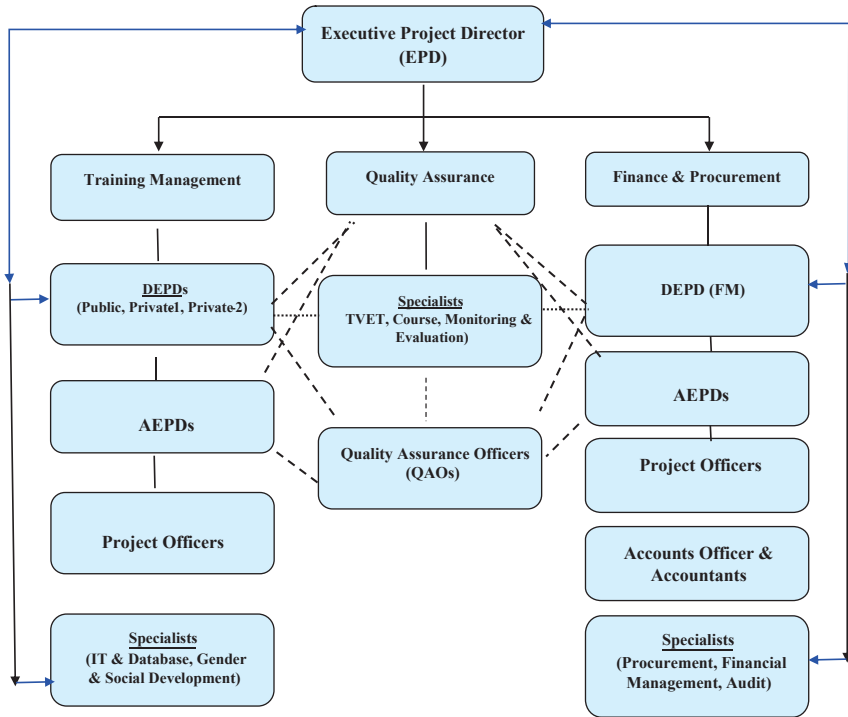 Executive Project Director
(EPD)
Training Management
Quality Assurance
Finance & Procurement
DEPDs
(Public, Private-1, Private-2)
Specialists
TVET, Course, Monitoring &
Evaluation)
DEPD (FM)
AEPDs
AEPDs
Quality Assurance Officers
(QAOs)
Project Officers
Project Officers
Accounts Officer &
Accountants
Specialists
(IT & Database, Gender
& Social Development)
Specialists
(Procurement, Financial
Management, Audit)